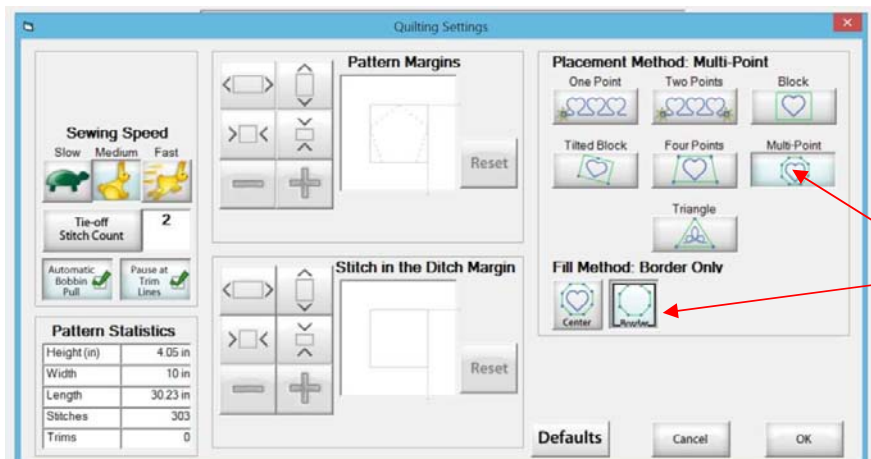 Quilting Settings
Sewing Speed
Slow Medium Fast
Tie-off
Stitch Count
2
Automatic
Bobbin
Pull
Pause at
Trim
Lines
Pattern Statistics
Height (in) 4.05 in
Width 10 in
Length 30.23 in
Stitches 303
Trims 0
Pattern Margins
Reset
Stitch in the Ditch Margin
Reset
Placement Method: Multi-Point
One Point Two Points Block
Tilted Block Four Points Multi-Point
Triangle
Fill Method: Border Only
Center
Defaults
Cancel
OK